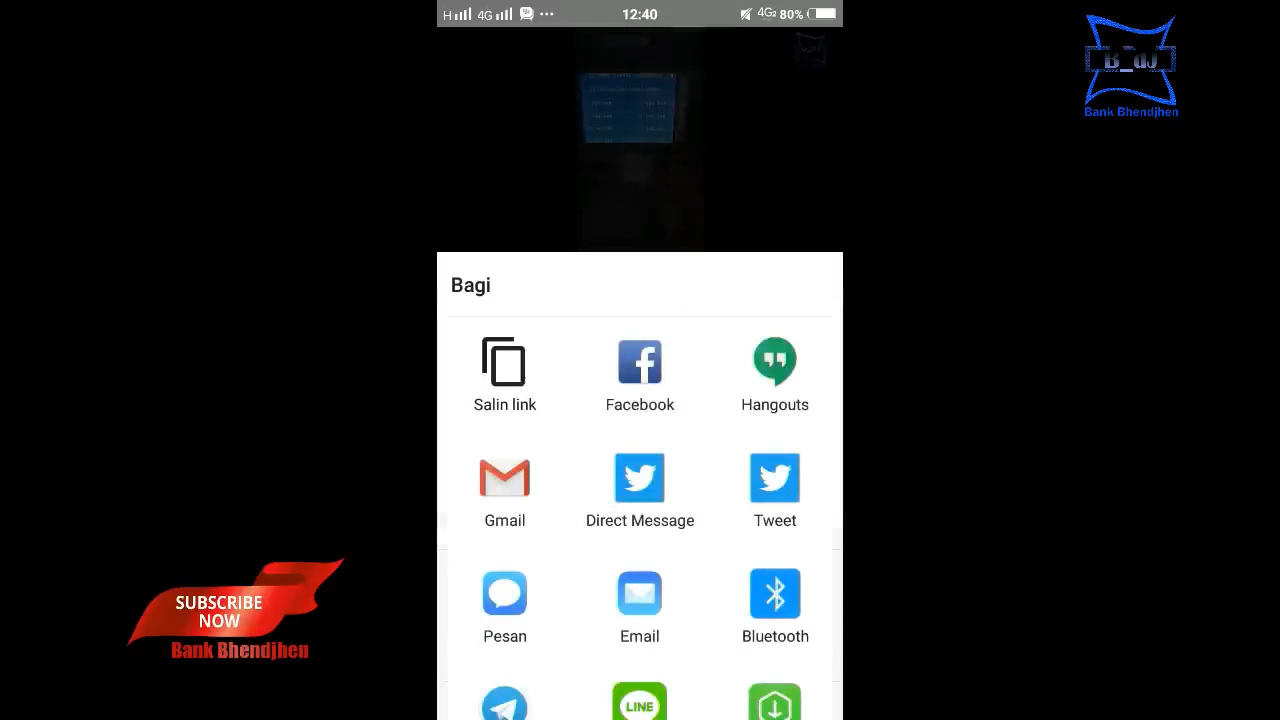 H 4G 12:40 4G2 80%
B_dJ
Bank Bhendjhen
Bagi
Salin link Facebook Hangouts
Gmail Direct Message Tweet
Pesan Email Bluetooth
LINE
SUBSCRIBE
NOW
Bank Bhendjhen